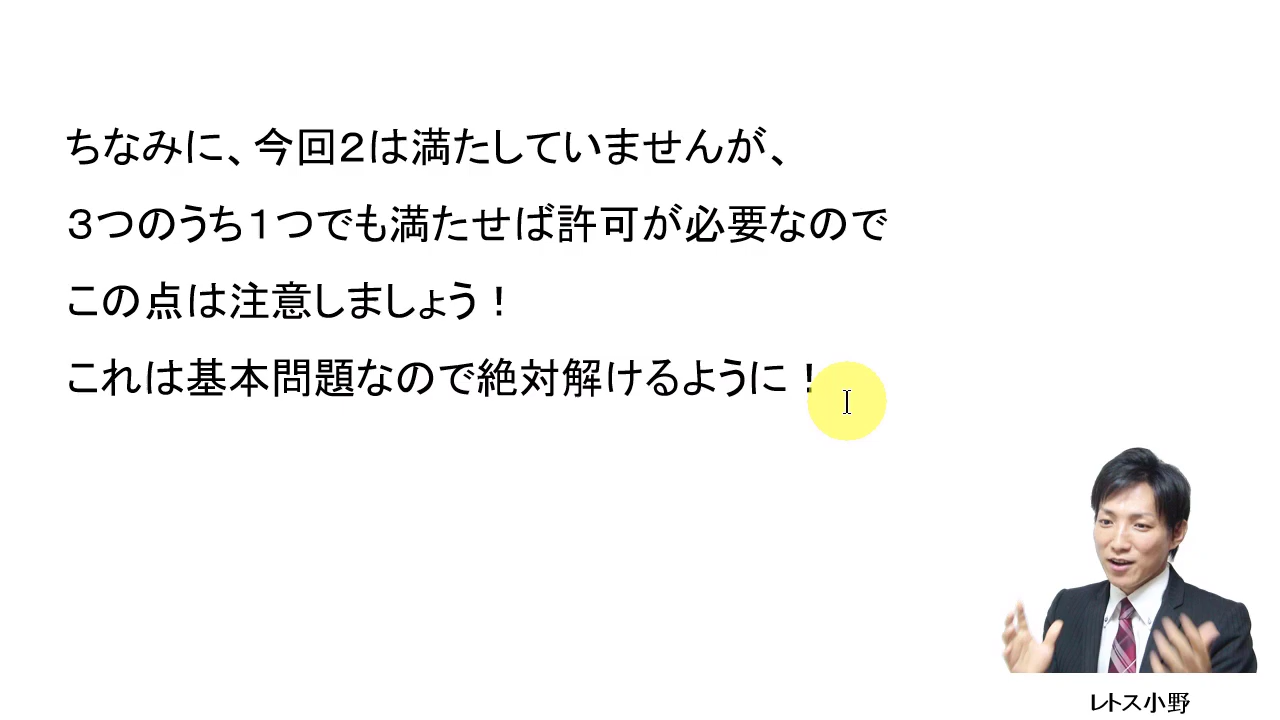 ちなみに、今回２は満たしていませんが、
３つのうち１つでも満たせば許可が必要なので
この点は注意しましょう！
これは基本問題なので絶対解けるように！
レトス小野